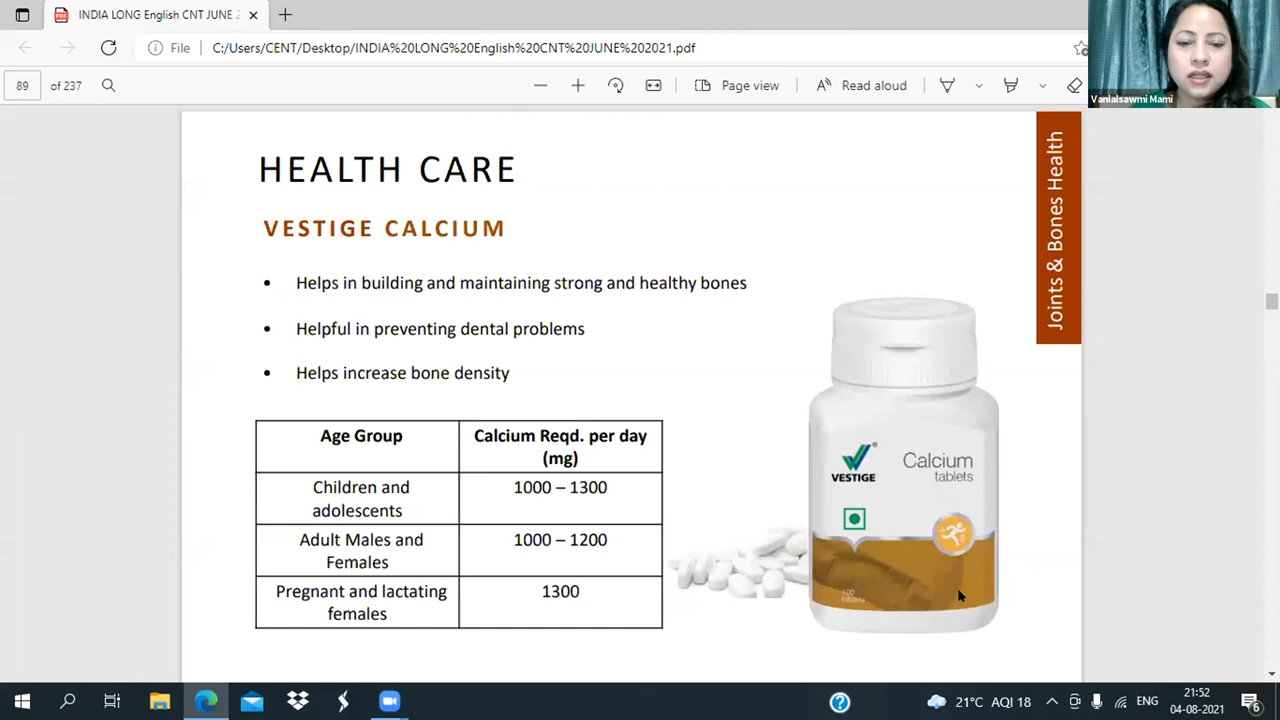 INDIA LONG English CNT JUNE 2
File
C:/Users/CENT/Desktop/INDIA%20LONG%20English%20CNT%20JUNE%202021.pdf
Vanlalsawmi Mami
89 of 237
Page view
Read aloud
HEALTH CARE
Joints & Bones Health
VESTIGE CALCIUM
• Helps in building and maintaining strong and healthy bones
• Helpful in preventing dental problems
• Helps increase bone density
Age Group
Calcium Reqd. per day
(mg)
Children and
adolescents
1000 – 1300
Adult Males and
Females
1000 – 1200
Pregnant and lactating
females
1300
VESTIGE
Calcium
tablets
100
tablets
21°C AQI 18
ENG
21:52
04-08-2021
6